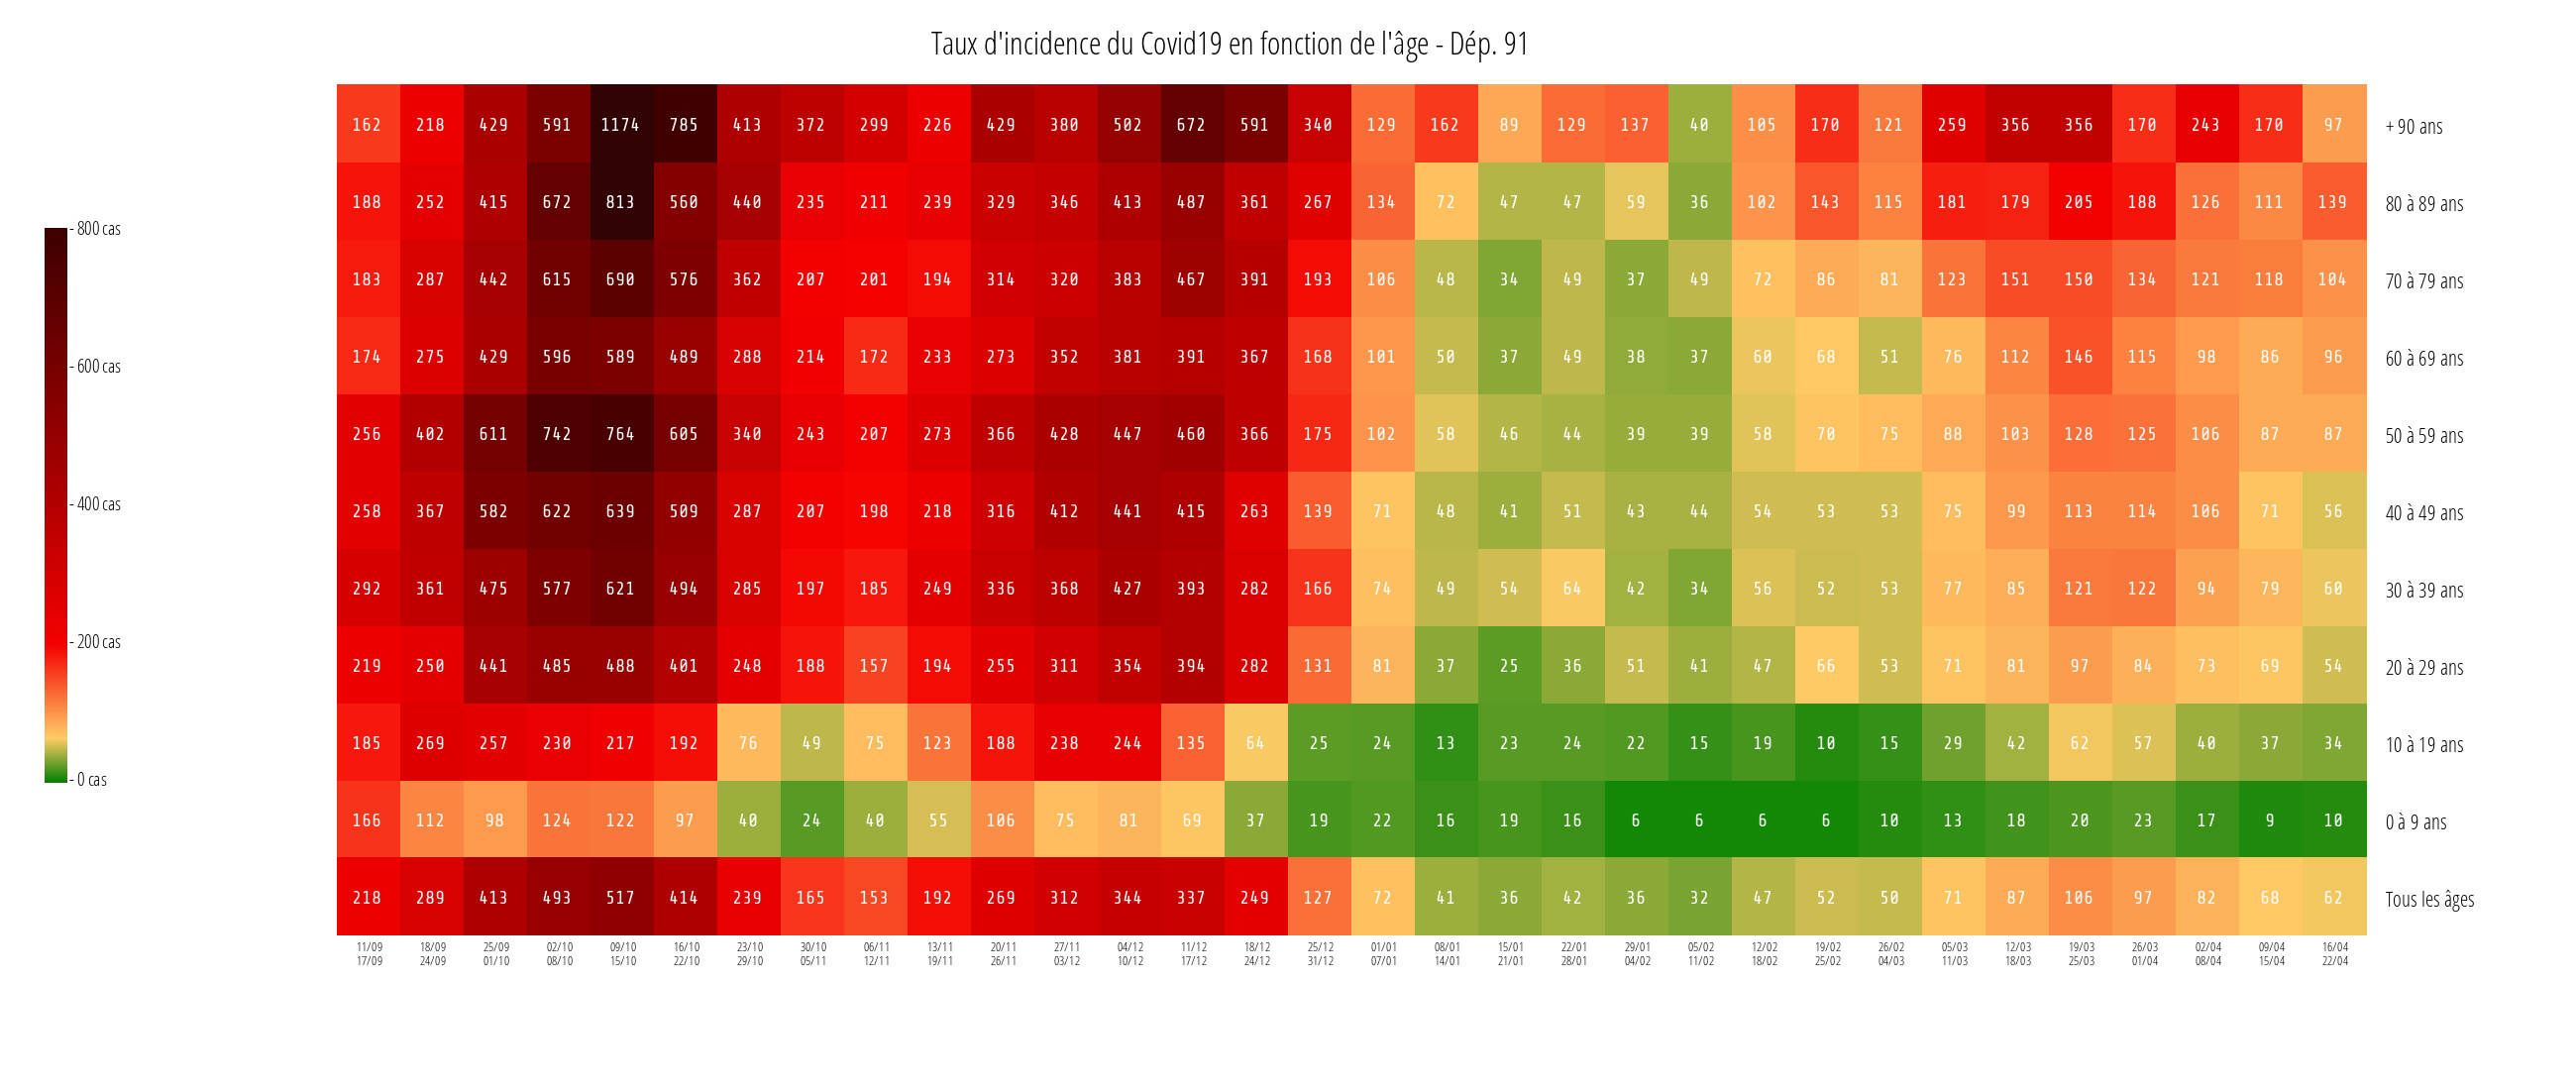 Taux d'incidence du Covid19 en fonction de l'âge - Dép. 91
162 218 429 591 1174 785 413 372 299 226 429 380 502 672 591 340 129 162 89 129 137 40 105 170 121 259 356 356 170 243 170 97 + 90 ans
188 252 415 672 813 560 440 235 211 239 329 346 413 487 361 267 134 72 47 47 59 36 102 143 115 181 179 205 188 126 111 139 80 à 89 ans
- 800 cas
183 287 442 615 690 576 362 207 201 194 314 320 383 467 391 193 106 48 34 49 37 49 72 86 81 123 151 150 134 121 118 104 70 à 79 ans
174 275 429 596 589 489 288 214 172 233 273 352 381 391 367 168 101 50 37 49 38 37 60 68 51 76 112 146 115 98 86 96 60 à 69 ans
- 600 cas
256 402 611 742 764 605 340 243 207 273 366 428 447 460 366 175 102 58 46 44 39 39 58 70 75 88 103 128 125 106 87 87 50 à 59 ans
- 400 cas
258 367 582 622 639 509 287 207 198 218 316 412 441 415 263 139 71 48 41 51 43 44 54 53 53 75 99 113 114 106 71 56 40 à 49 ans
292 361 475 577 621 494 285 197 185 249 336 368 427 393 282 166 74 49 54 64 42 34 56 52 53 77 85 121 122 94 79 60 30 à 39 ans
- 200 cas
219 250 441 485 488 401 248 188 157 194 255 311 354 394 282 131 81 37 25 36 51 41 47 66 53 71 81 97 84 73 69 54 20 à 29 ans
185 269 257 230 217 192 76 49 75 123 188 238 244 135 64 25 24 13 23 24 22 15 19 10 15 29 42 62 57 40 37 34 10 à 19 ans
- 0 cas
166 112 98 124 122 97 40 24 40 55 106 75 81 69 37 19 22 16 19 16 6 6 6 6 10 13 18 20 23 17 9 10 0 à 9 ans
218 289 413 493 517 414 239 165 153 192 269 312 344 337 249 127 72 41 36 42 36 32 47 52 50 71 87 106 97 82 68 62 Tous les âges
11/09 18/09 25/09 02/10 09/10 16/10 23/10 30/10 06/11 13/11 20/11 27/11 04/12 11/12 18/12 25/12 01/01 08/01 15/01 22/01 29/01 05/02 12/02 19/02 26/02 05/03 12/03 19/03 26/03 02/04 09/04 16/04
17/09 24/09 01/10 08/10 15/10 22/10 29/10 05/11 12/11 19/11 26/11 03/12 10/12 17/12 24/12 31/12 07/01 14/01 21/01 28/01 04/02 11/02 18/02 25/02 04/03 11/03 18/03 25/03 01/04 08/04 15/04 22/04